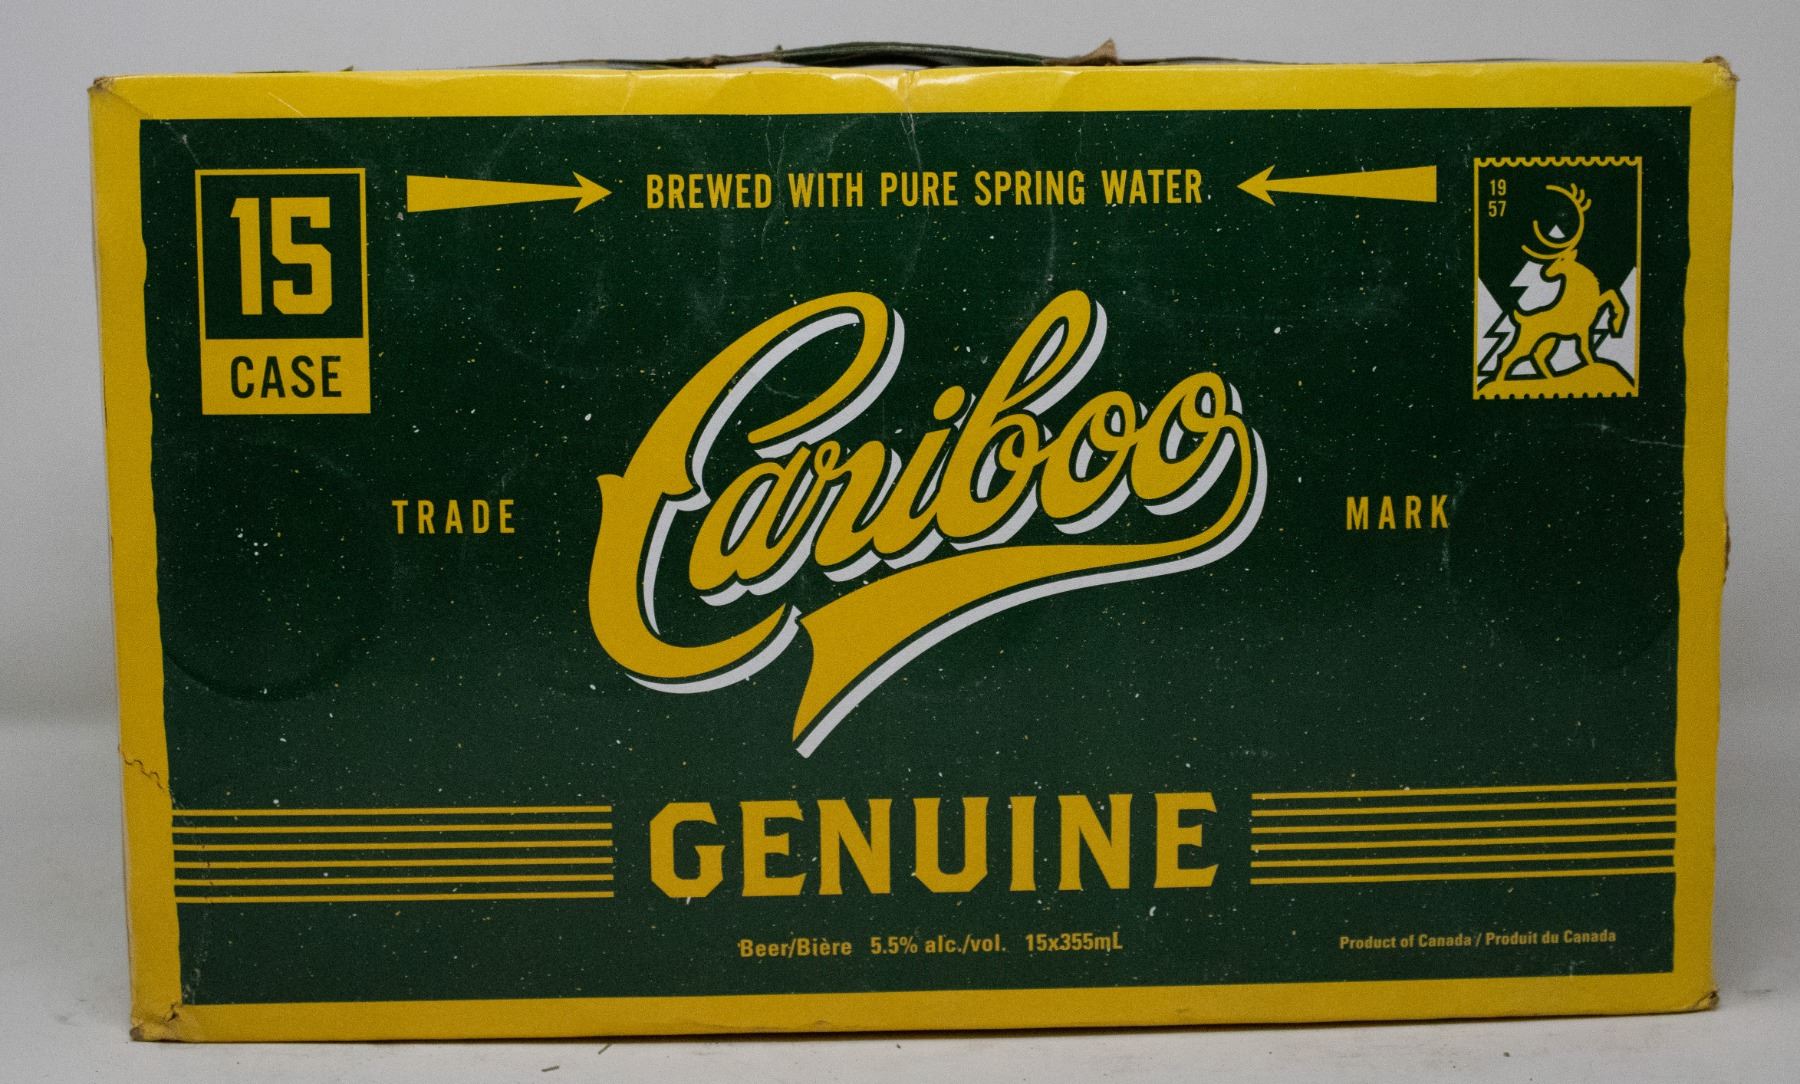 15
CASE
BREWED WITH PURE SPRING WATER
19
57
TRADE
Cariboo
MARK
GENUINE
Beer/Bière 5.5% alc./vol. 15x355mL
Product of Canada / Produit du Canada